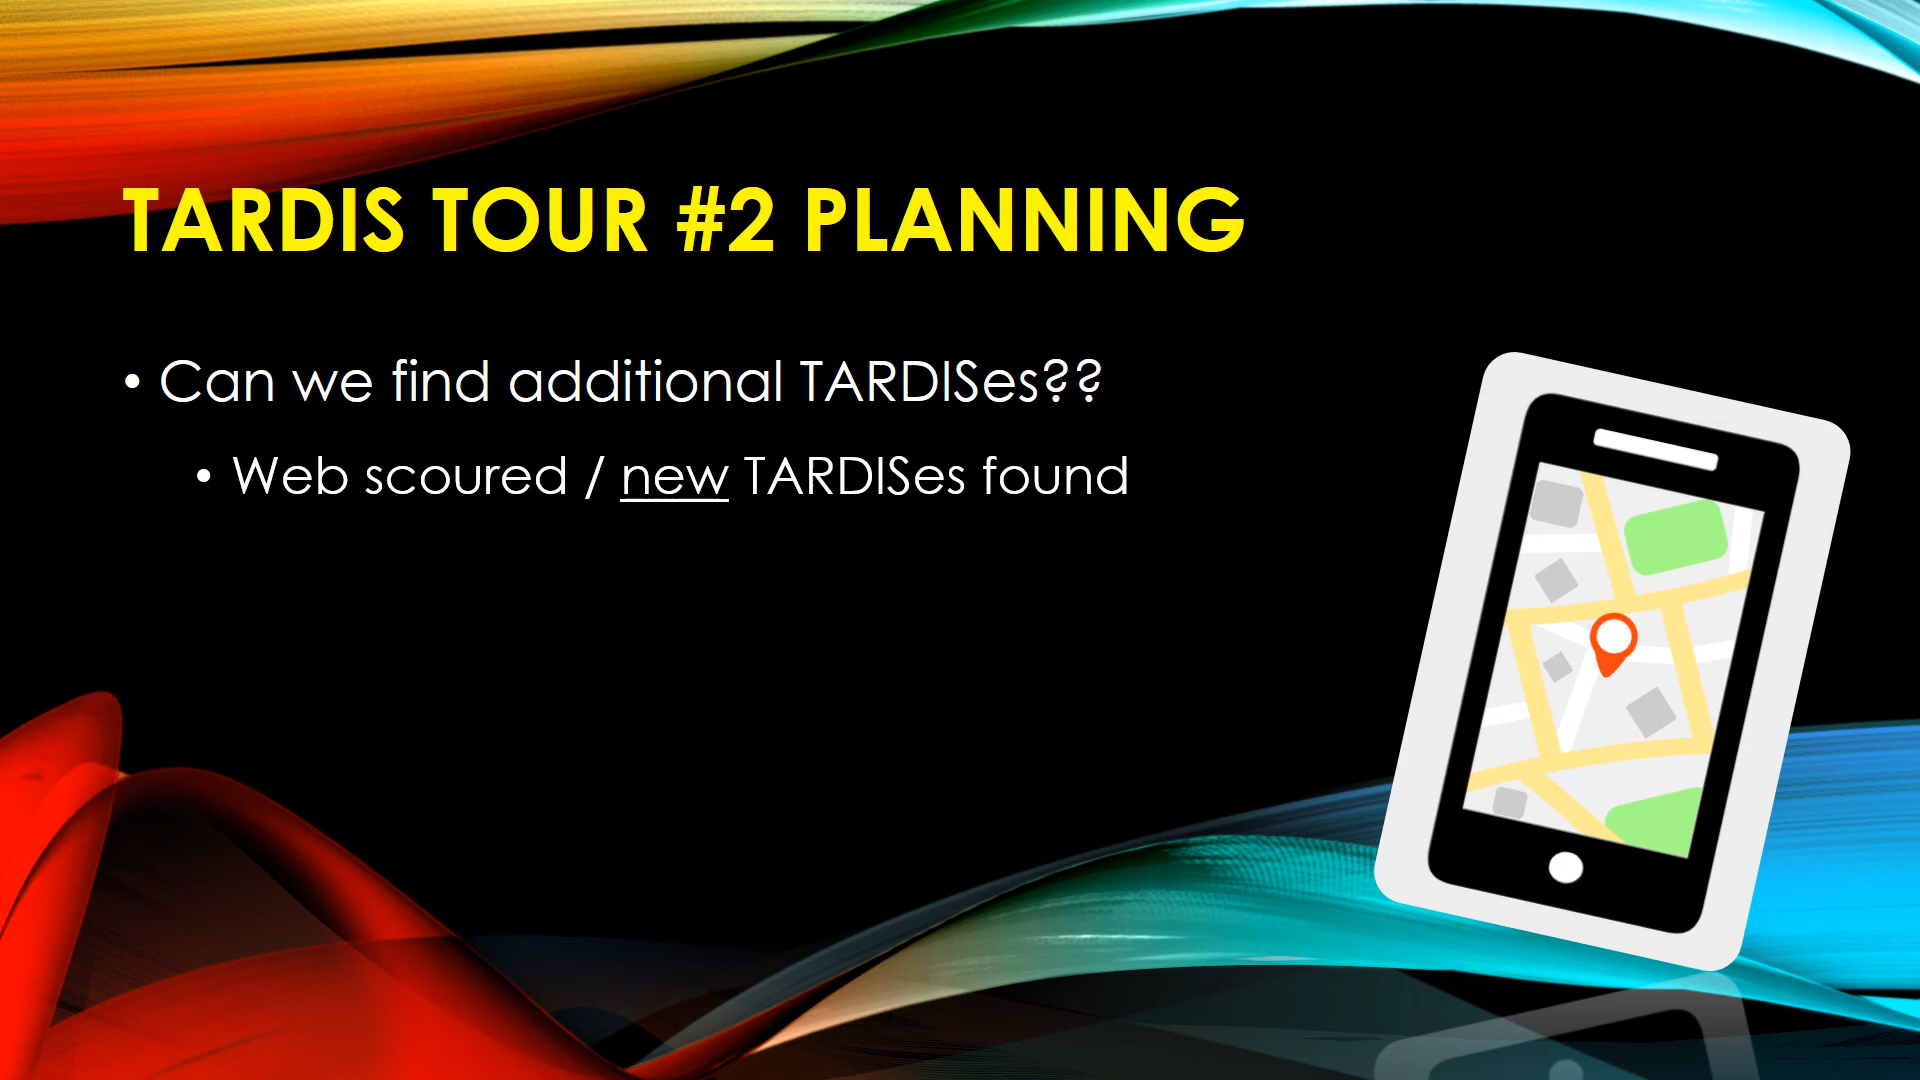 TARDIS TOUR #2 PLANNING
• Can we find additional TARDISes??
• Web scoured / new TARDISes found